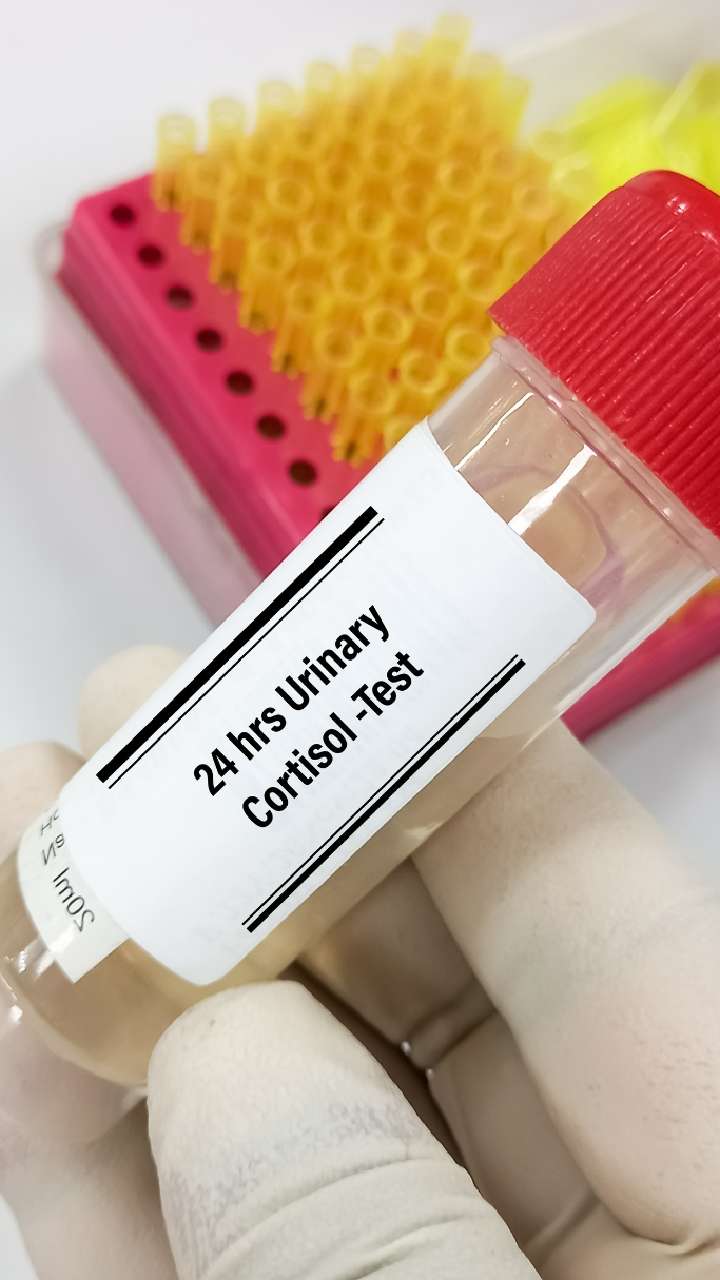 24 hrs Urinary
Cortisol -Test
20ml